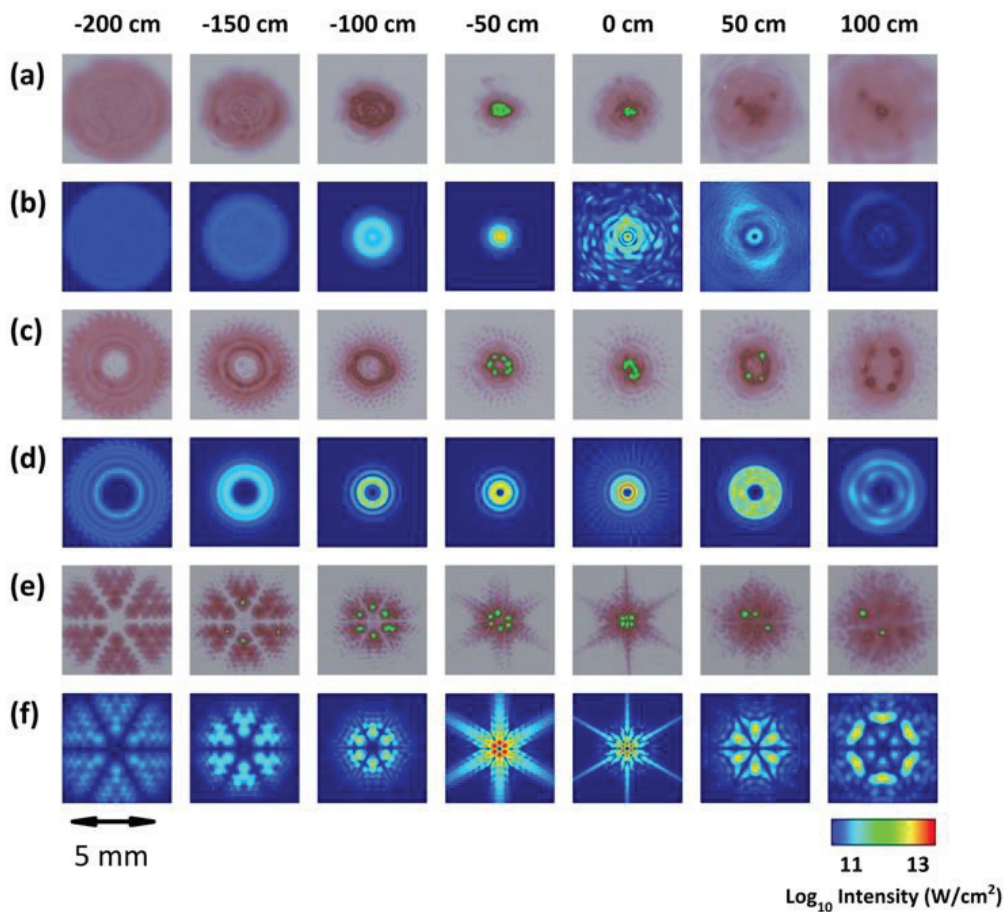 -200 cm -150 cm -100 cm -50 cm 0 cm 50 cm 100 cm
(a)
(b)
(c)
(d)
(e)
(f)
5 mm
11 13
Log₁₀ Intensity (W/cm²)